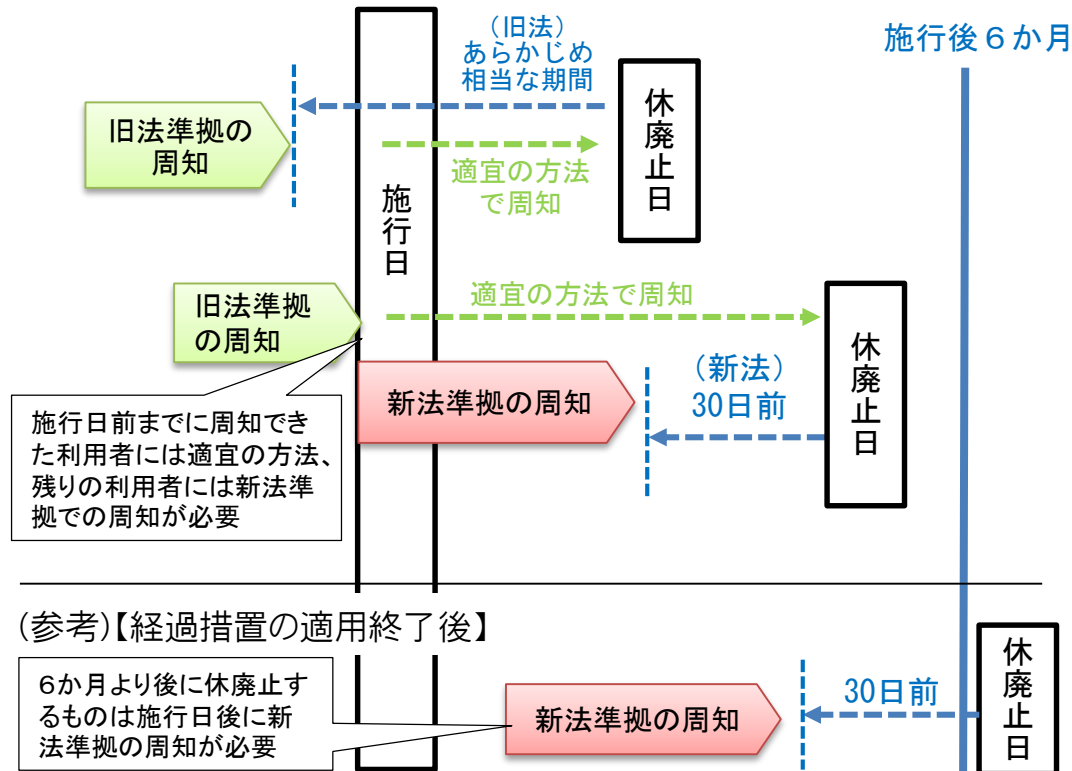 （旧法）
あらかじめ
相当な期間
施行後６か月
旧法準拠の
周知
適宜の方法
で周知
休廃止日
施行日
旧法準拠
の周知
適宜の方法で周知
新法準拠の周知
（新法）
30日前
休廃止日
施行日前までに周知でき
た利用者には適宜の方法、
残りの利用者には新法準
拠での周知が必要
(参考)【経過措置の適用終了後】
６か月より後に休廃止す
るものは施行日後に新
法準拠の周知が必要
新法準拠の周知
30日前
休廃止日